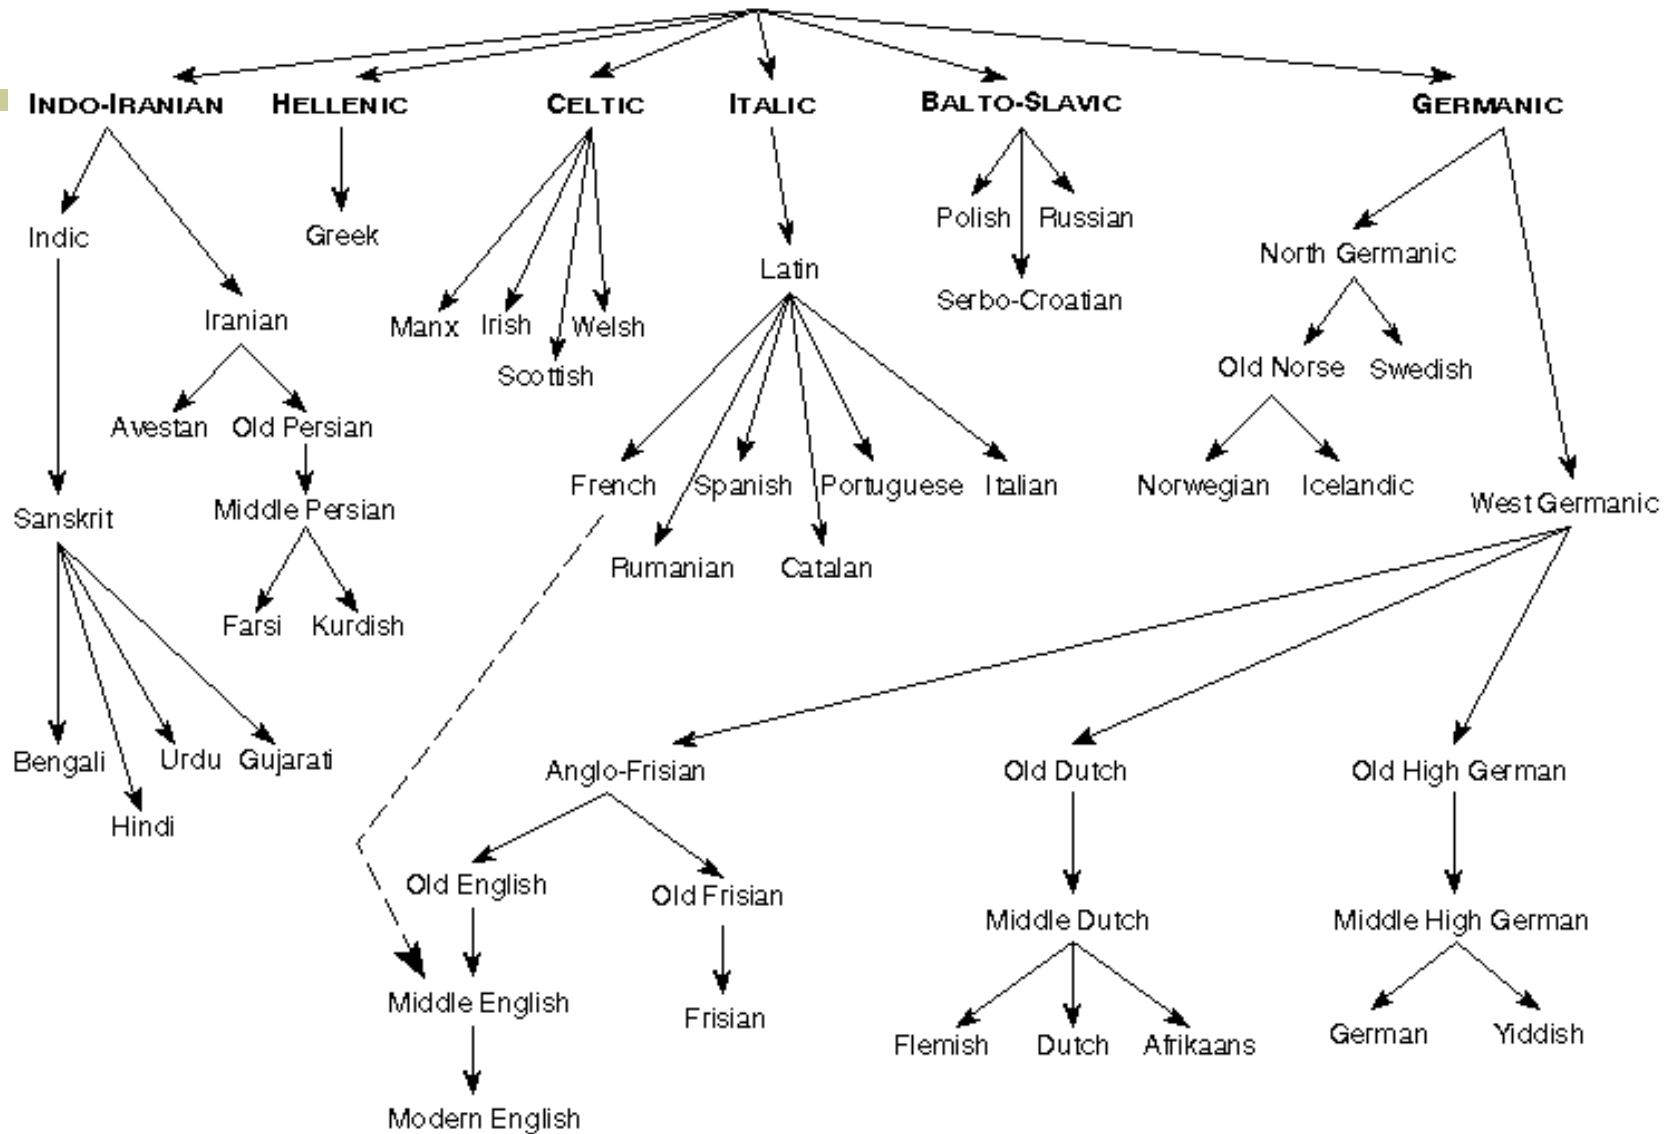 INDO-IRANIAN HELLENIC CELTIC ITALIC BALTO-SLAVIC GERMANIC
Polish Russian
Indic Greek
North Germanic
Latin
Serbo-Croatian
Iranian Manx Irish Welsh
Scottish
Old Norse Swedish
Avestan Old Persian
French Spanish Portuguese Italian Norwegian Icelandic
West Germanic
Sanskrit Middle Persian
Rumanian Catalan
Farsi Kurdish
Bengali Urdu Gujarati
Anglo-Frisian Old Dutch Old High German
Hindi
Old English Old Frisian
Middle Dutch Middle High German
Middle English Frisian
Flemish Dutch Afrikaans German Yiddish
Modern English